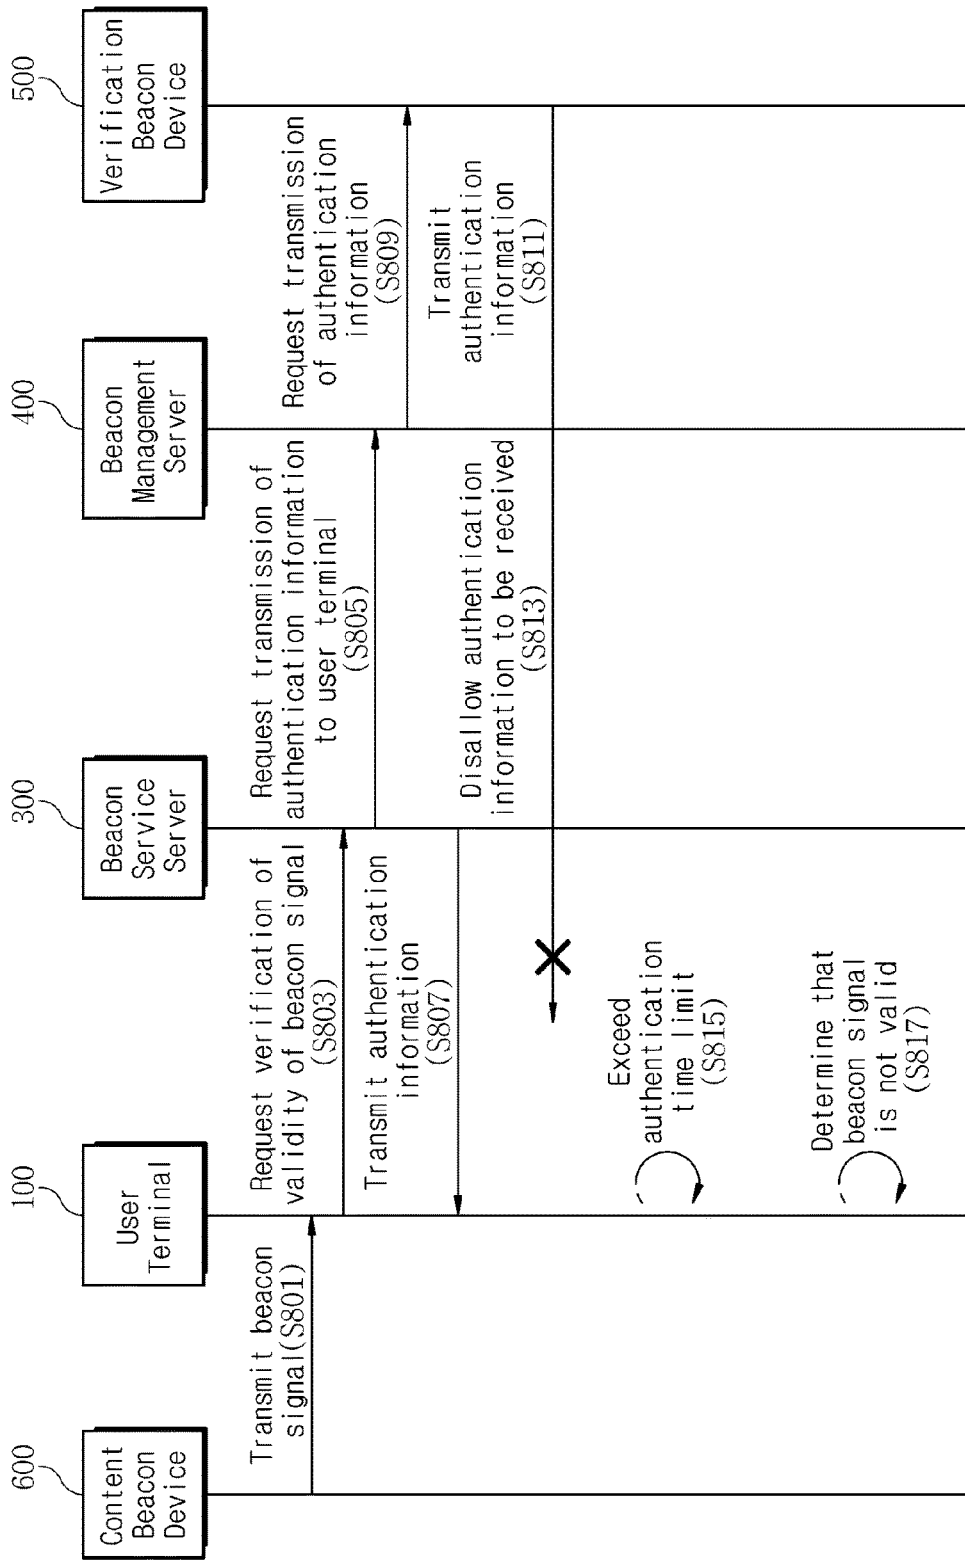 600
Content
Beacon
Device
100
User
Terminal
300
Beacon
Service
Server
400
Beacon
Management
Server
500
Verification
Beacon
Device
Transmit beacon
signal(S801)
Request verification of
validity of beacon signal
(S803)
Request transmission of
authentication information
to user terminal
(S805)
Transmit authentication
information
(S807)
Request transmission
of authentication
information
(S809)
Transmit
authentication
information
(S811)
Disallow authentication
information to be received
(S813)
Exceed
authentication
time limit
(S815)
Determine that
beacon signal
is not valid
(S817)